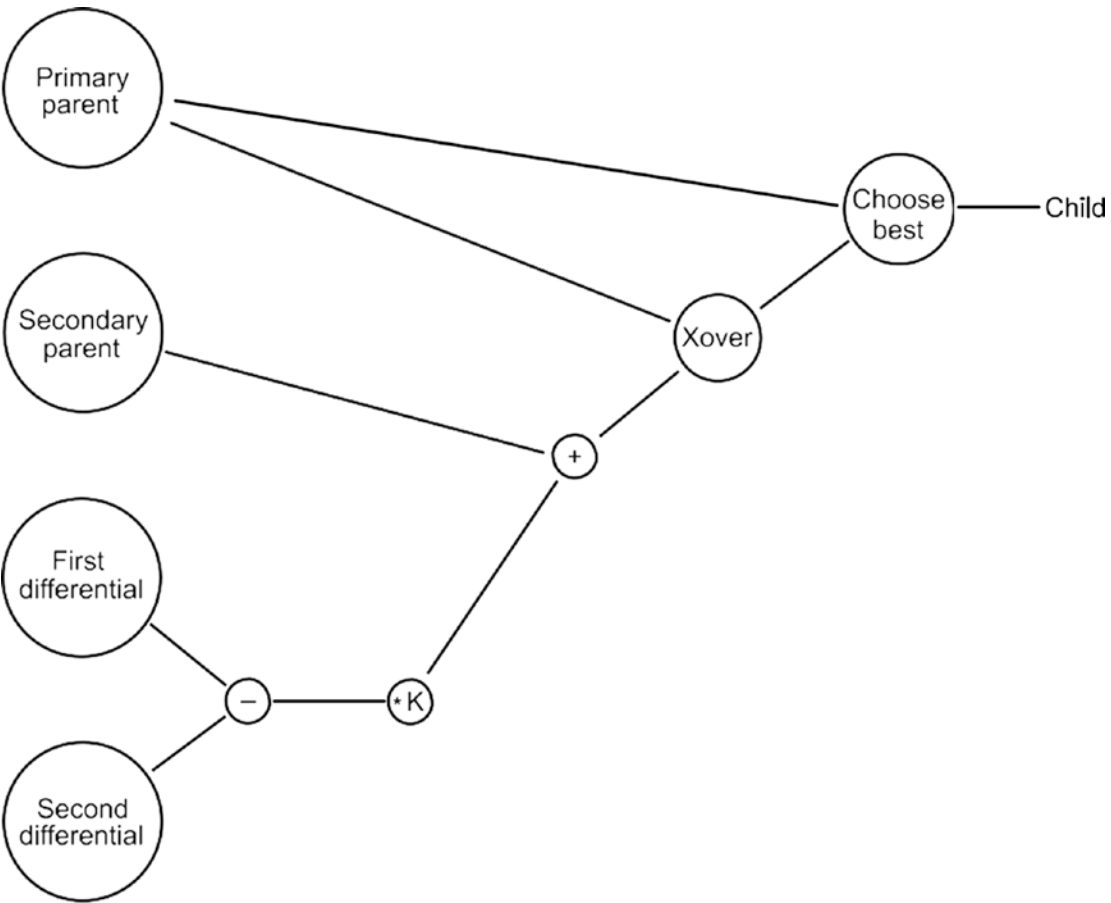 Primary
parent
Choose
best
Child
Secondary
parent
Xover
+
First
differential
–
* K
Second
differential